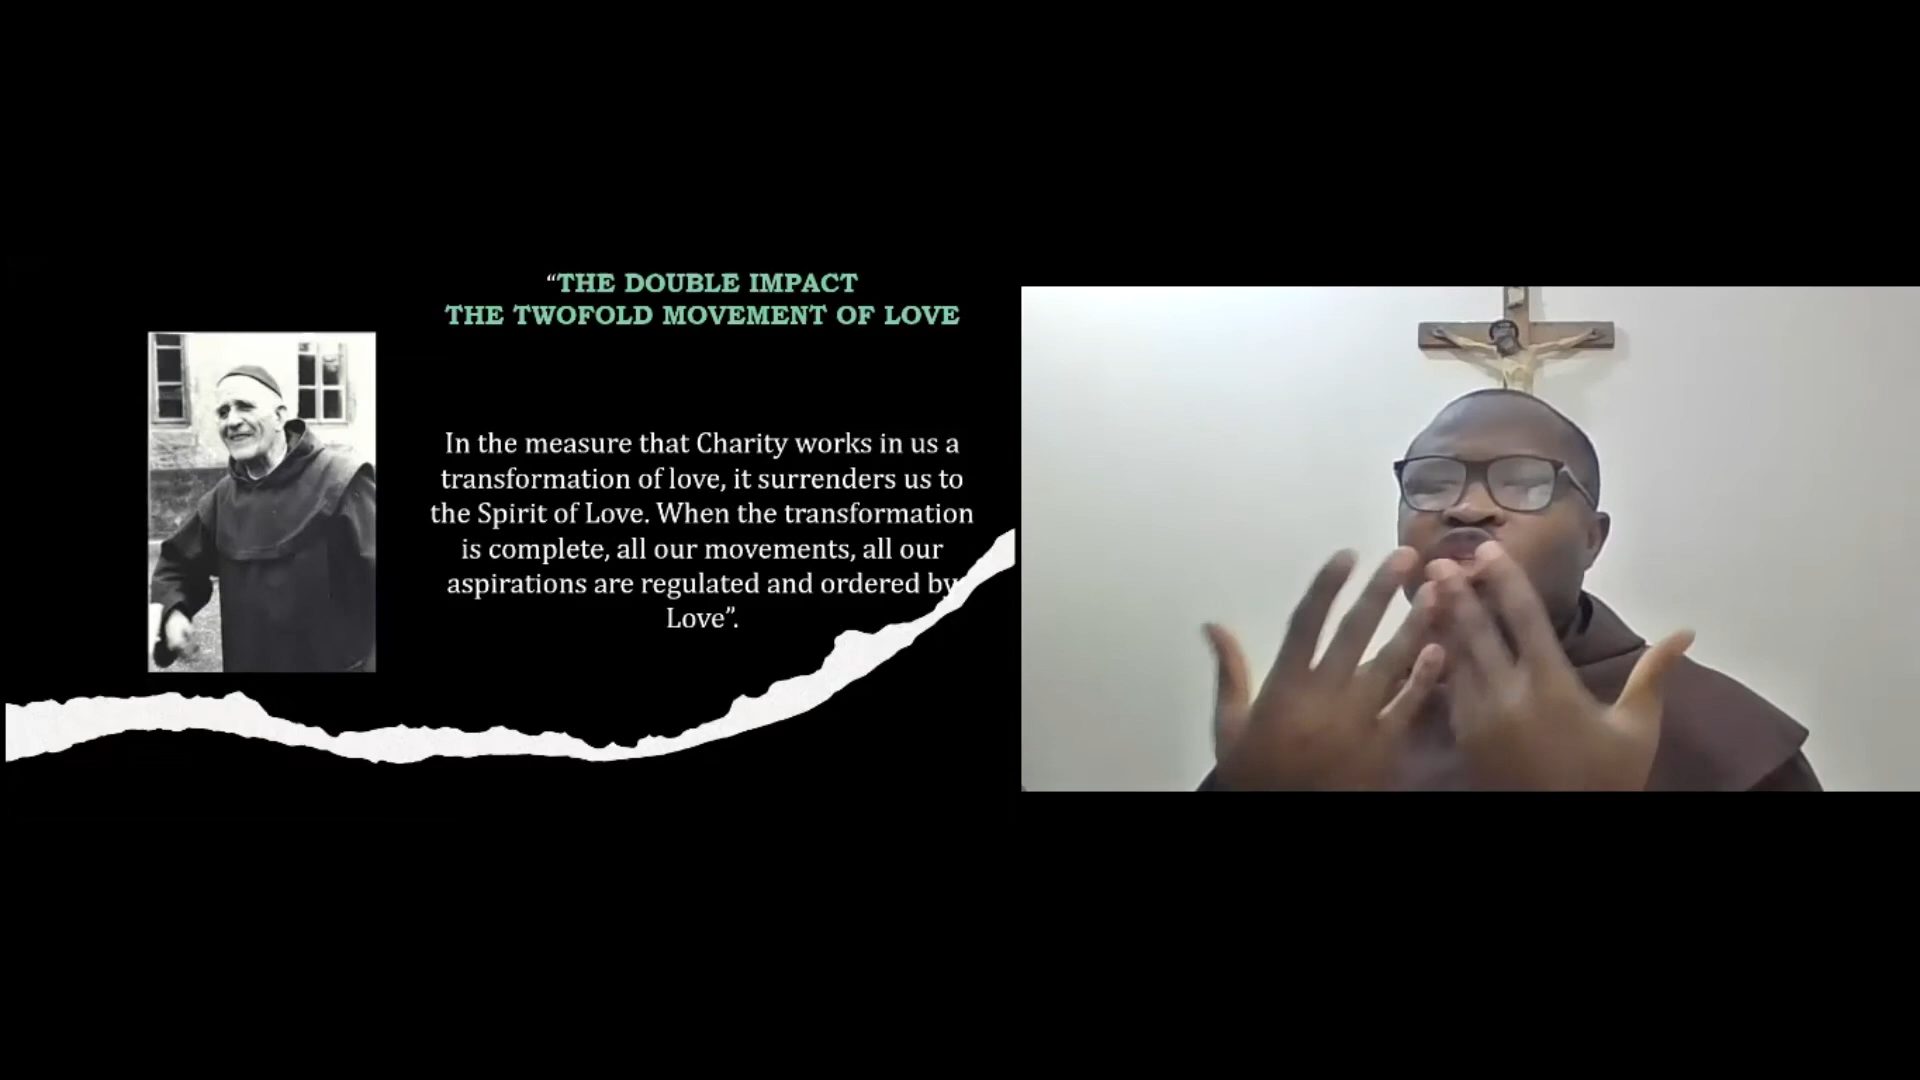 “THE DOUBLE IMPACT
THE TWOFOLD MOVEMENT OF LOVE
In the measure that Charity works in us a
transformation of love, it surrenders us to
the Spirit of Love. When the transformation
is complete, all our movements, all our
aspirations are regulated and ordered by
Love”.